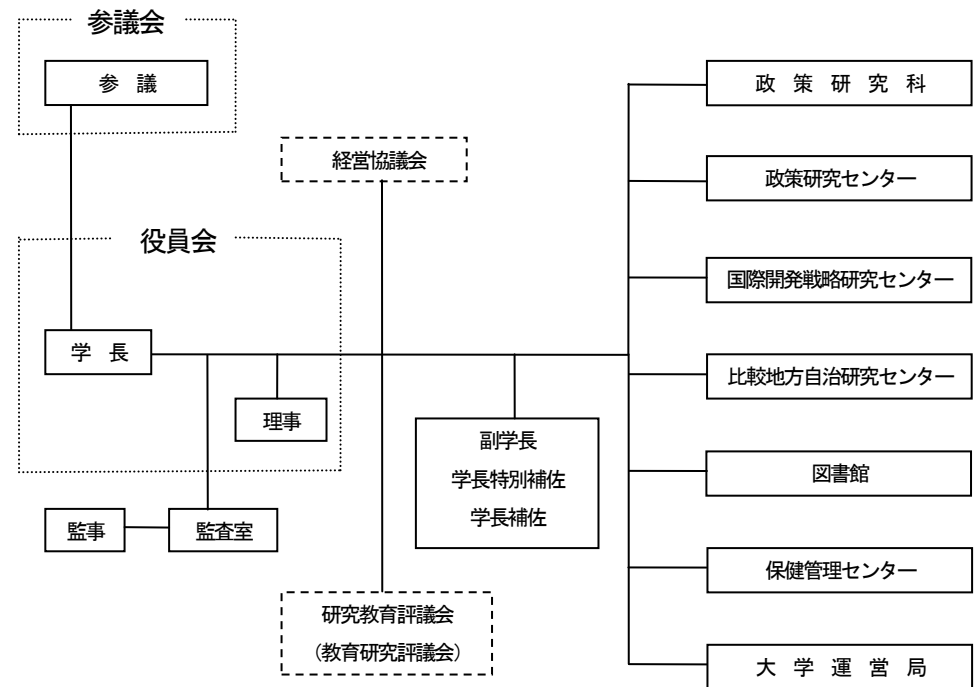 参議会
参　議
経営協議会
役員会
学　長
理事
監事
監査室
副学長
学長特別補佐
学長補佐
研究教育評議会
（教育研究評議会）
政　策　研　究　科
政策研究センター
国際開発戦略研究センター
比較地方自治研究センター
図書館
保健管理センター
大　学　運　営　局